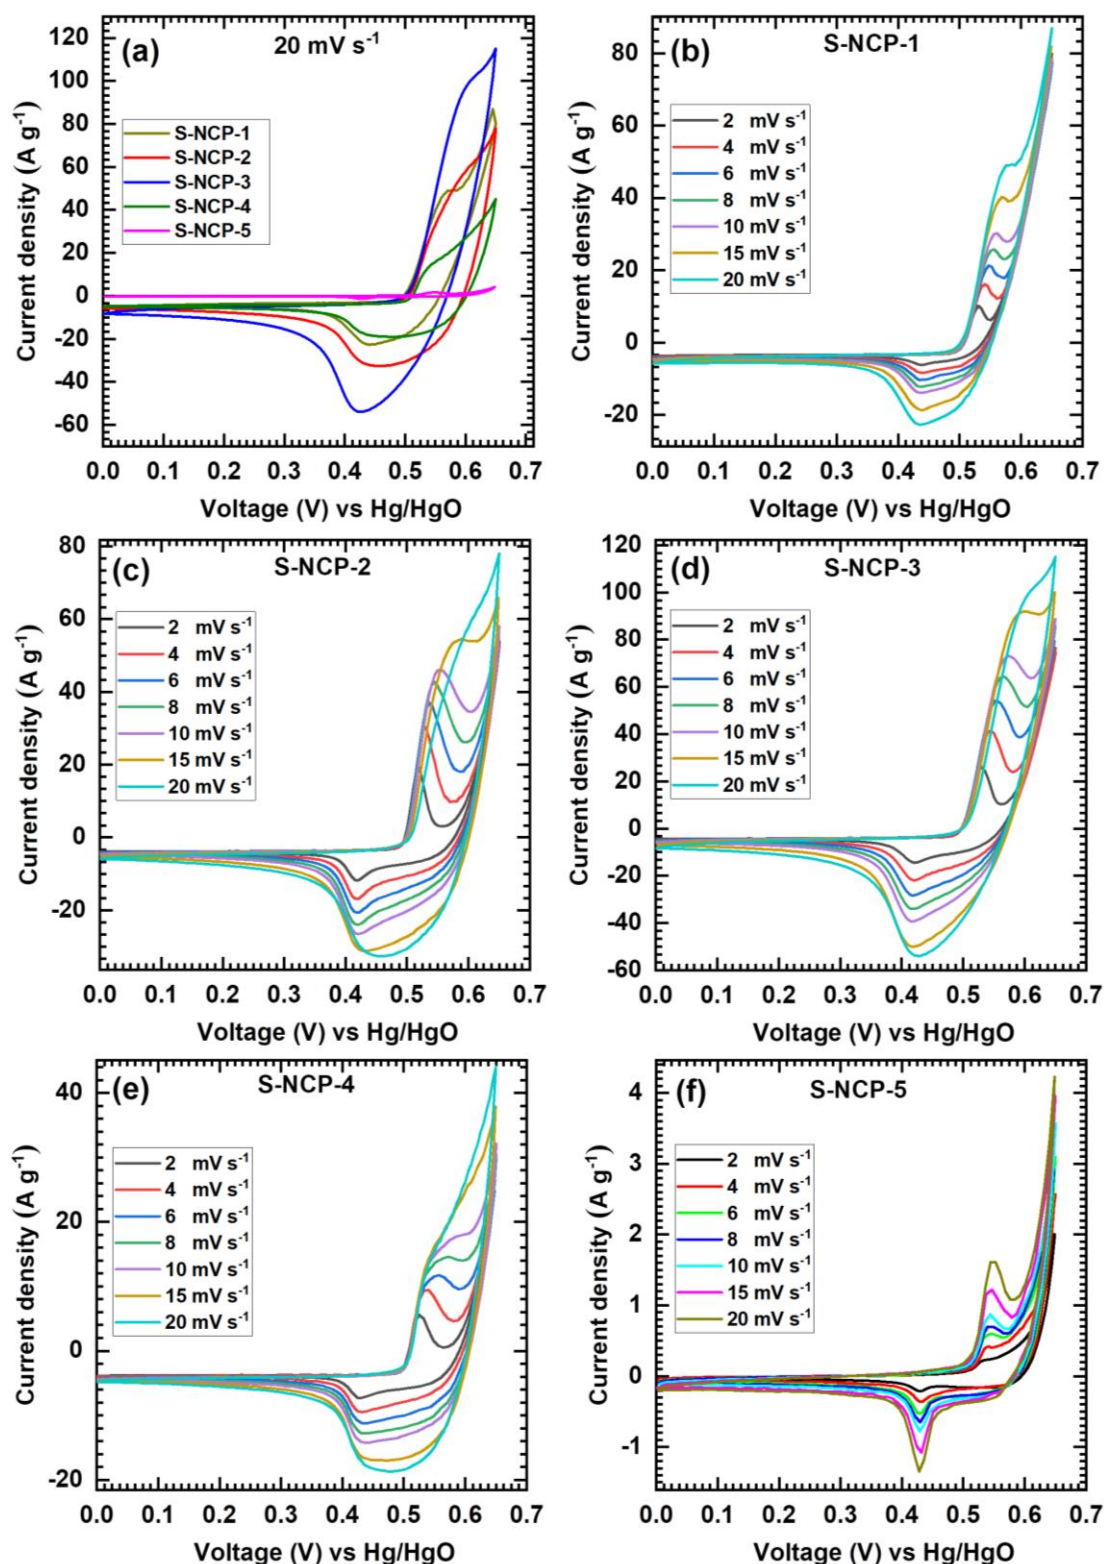 (a)
20 mV s⁻¹
S-NCP-1
S-NCP-2
S-NCP-3
S-NCP-4
S-NCP-5
120
100
80
60
40
20
0
-20
-40
-60
0.0 0.1 0.2 0.3 0.4 0.5 0.6 0.7
Current density (A g⁻¹)
Voltage (V) vs Hg/HgO
(b)
S-NCP-1
2 mV s⁻¹
4 mV s⁻¹
6 mV s⁻¹
8 mV s⁻¹
10 mV s⁻¹
15 mV s⁻¹
20 mV s⁻¹
80
60
40
20
0
-20
0.0 0.1 0.2 0.3 0.4 0.5 0.6 0.7
Current density (A g⁻¹)
Voltage (V) vs Hg/HgO
(c)
S-NCP-2
2 mV s⁻¹
4 mV s⁻¹
6 mV s⁻¹
8 mV s⁻¹
10 mV s⁻¹
15 mV s⁻¹
20 mV s⁻¹
80
60
40
20
0
-20
0.0 0.1 0.2 0.3 0.4 0.5 0.6 0.7
Current density (A g⁻¹)
Voltage (V) vs Hg/HgO
(d)
S-NCP-3
2 mV s⁻¹
4 mV s⁻¹
6 mV s⁻¹
8 mV s⁻¹
10 mV s⁻¹
15 mV s⁻¹
20 mV s⁻¹
120
100
80
60
40
20
0
-20
-40
-60
0.0 0.1 0.2 0.3 0.4 0.5 0.6 0.7
Current density (A g⁻¹)
Voltage (V) vs Hg/HgO
(e)
S-NCP-4
2 mV s⁻¹
4 mV s⁻¹
6 mV s⁻¹
8 mV s⁻¹
10 mV s⁻¹
15 mV s⁻¹
20 mV s⁻¹
40
20
0
-20
0.0 0.1 0.2 0.3 0.4 0.5 0.6 0.7
Current density (A g⁻¹)
Voltage (V) vs Hg/HgO
(f)
S-NCP-5
2 mV s⁻¹
4 mV s⁻¹
6 mV s⁻¹
8 mV s⁻¹
10 mV s⁻¹
15 mV s⁻¹
20 mV s⁻¹
4
3
2
1
0
-1
0.0 0.1 0.2 0.3 0.4 0.5 0.6 0.7
Current density (A g⁻¹)
Voltage (V) vs Hg/HgO